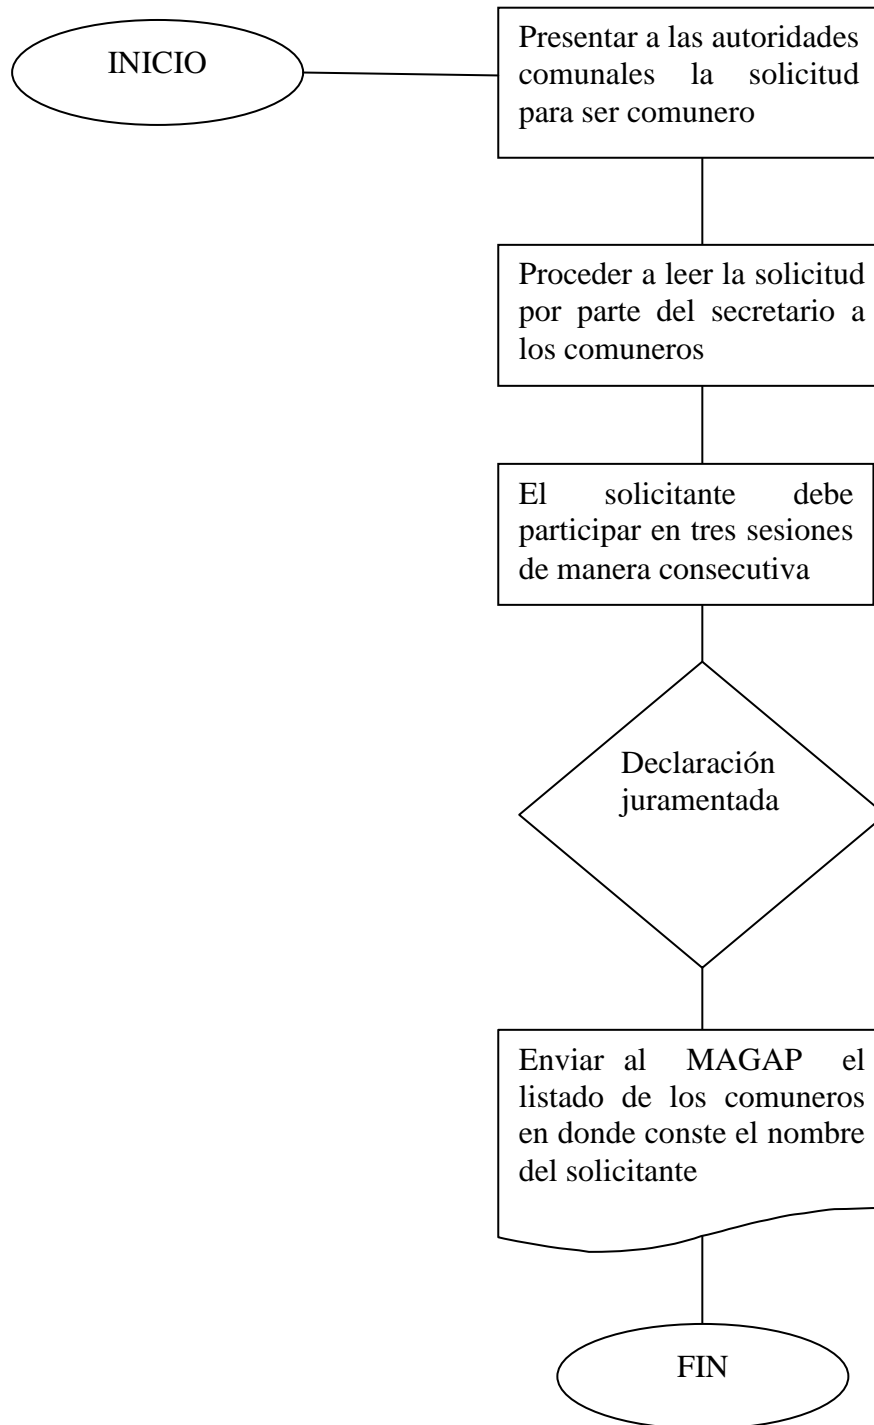 INICIO
Presentar a las autoridades
comunales la solicitud
para ser comunero
Proceder a leer la solicitud
por parte del secretario a
los comuneros
El solicitante debe
participar en tres sesiones
de manera consecutiva
Declaración
juramentada
Enviar al MAGAP el
listado de los comuneros
en donde conste el nombre
del solicitante
FIN